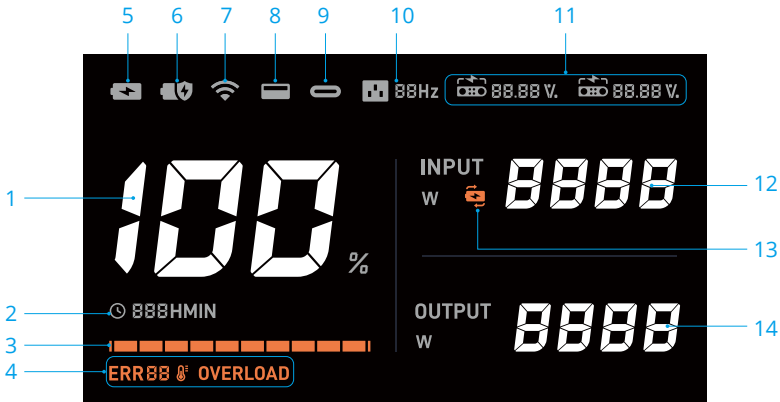 5 6 7 8 9 10 11
88Hz 88.88 V. 88.88 V.
1 100 %
INPUT
W 8888 12
13
2 888HMIN
3
4 ERR88 OVERLOAD
OUTPUT
W 8888 14